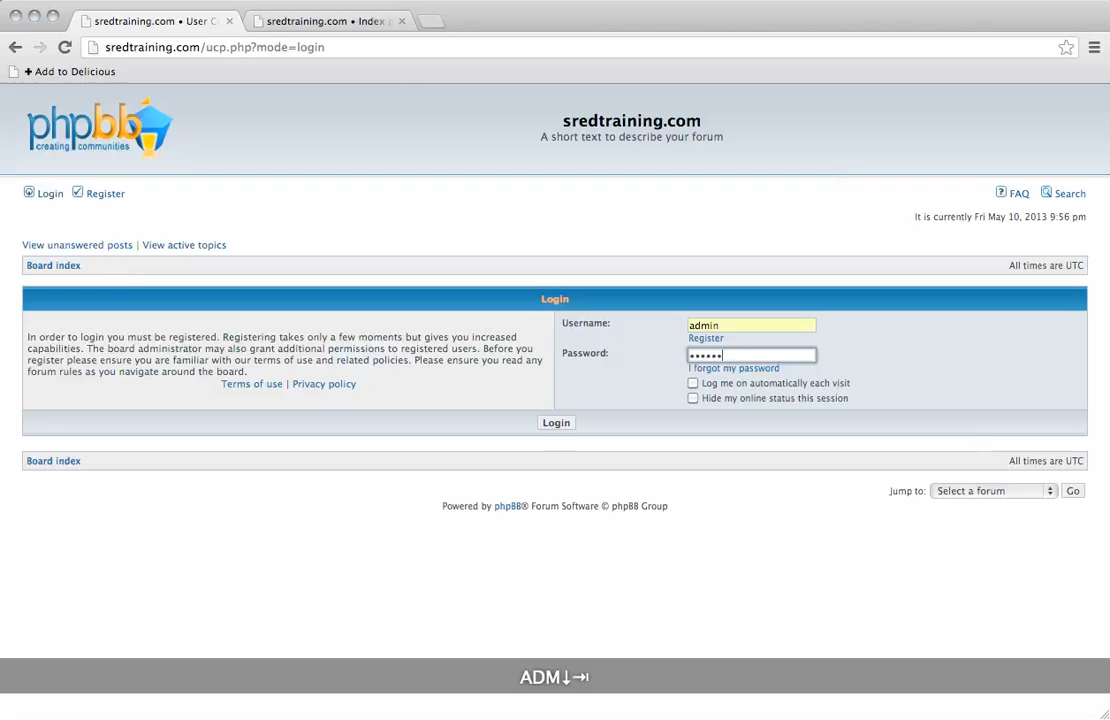 sredtraining.com • User C
sredtraining.com • Index
sredtraining.com/ucp.php?mode=login
+ Add to Delicious
phpBB
creating communities
sredtraining.com
A short text to describe your forum
Login Register
FAQ Search
It is currently Fri May 10, 2013 9:56 pm
View unanswered posts | View active topics
Board index
All times are UTC
Login
In order to login you must be registered. Registering takes only a few moments but gives you increased
capabilities. The board administrator may also grant additional permissions to registered users. Before you
register please ensure you are familiar with our terms of use and related policies. Please ensure you read any
forum rules as you navigate around the board.
Terms of use | Privacy policy
Username:
admin
Register
Password:
••••••
I forgot my password
Log me on automatically each visit
Hide my online status this session
Login
Board index
All times are UTC
Jump to: Select a forum Go
Powered by phpBB® Forum Software © phpBB Group
ADM↓⇥